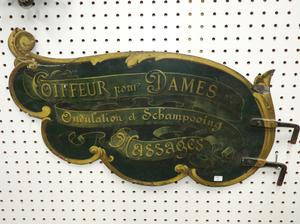 Coiffeur pour Dames
Ondulation et Schampooing
Massages